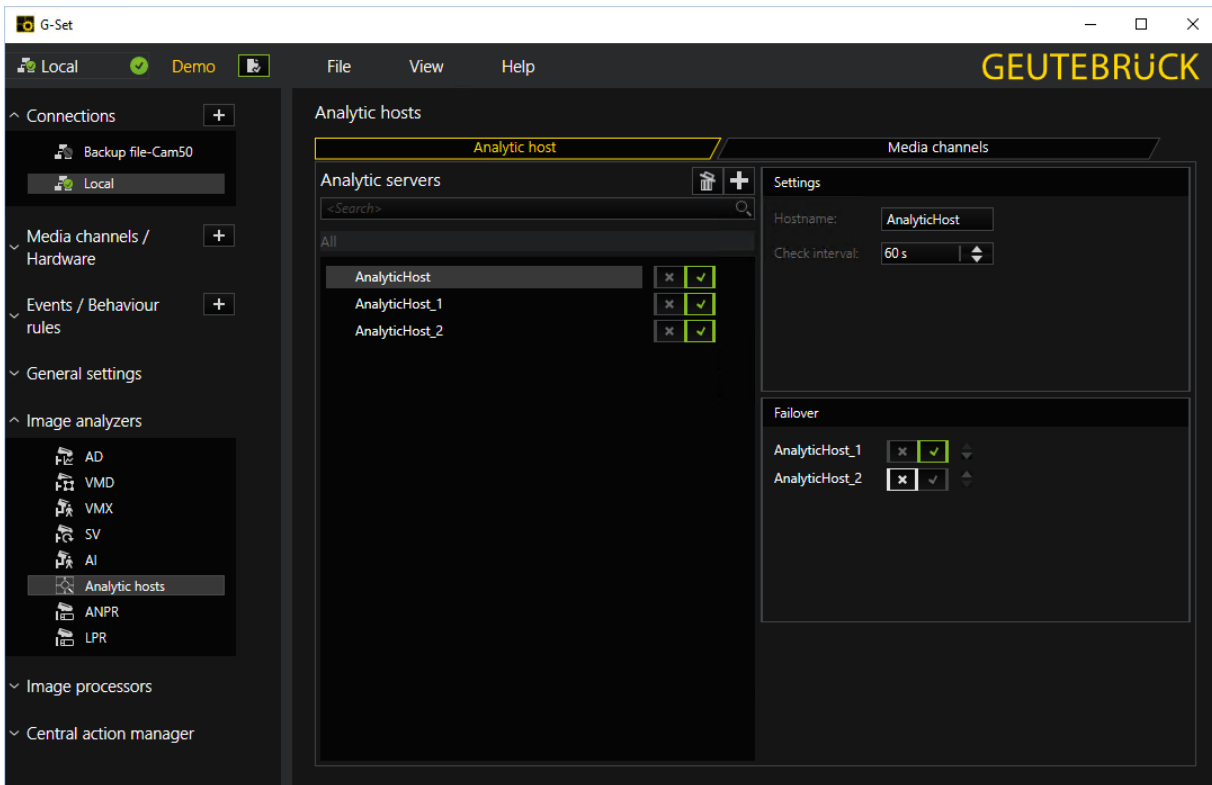 G-Set
Local
Demo
File
View
Help
GEUTEBRÜCK
Connections
Backup file-Cam50
Local
Media channels /
Hardware
Events / Behaviour
rules
General settings
Image analyzers
AD
VMD
VMX
SV
AI
Analytic hosts
ANPR
LPR
Image processors
Central action manager
Analytic hosts
Analytic host
Media channels
Analytic servers
<Search>
All
AnalyticHost
AnalyticHost_1
AnalyticHost_2
Settings
Hostname: AnalyticHost
Check interval: 60 s
Failover
AnalyticHost_1
AnalyticHost_2